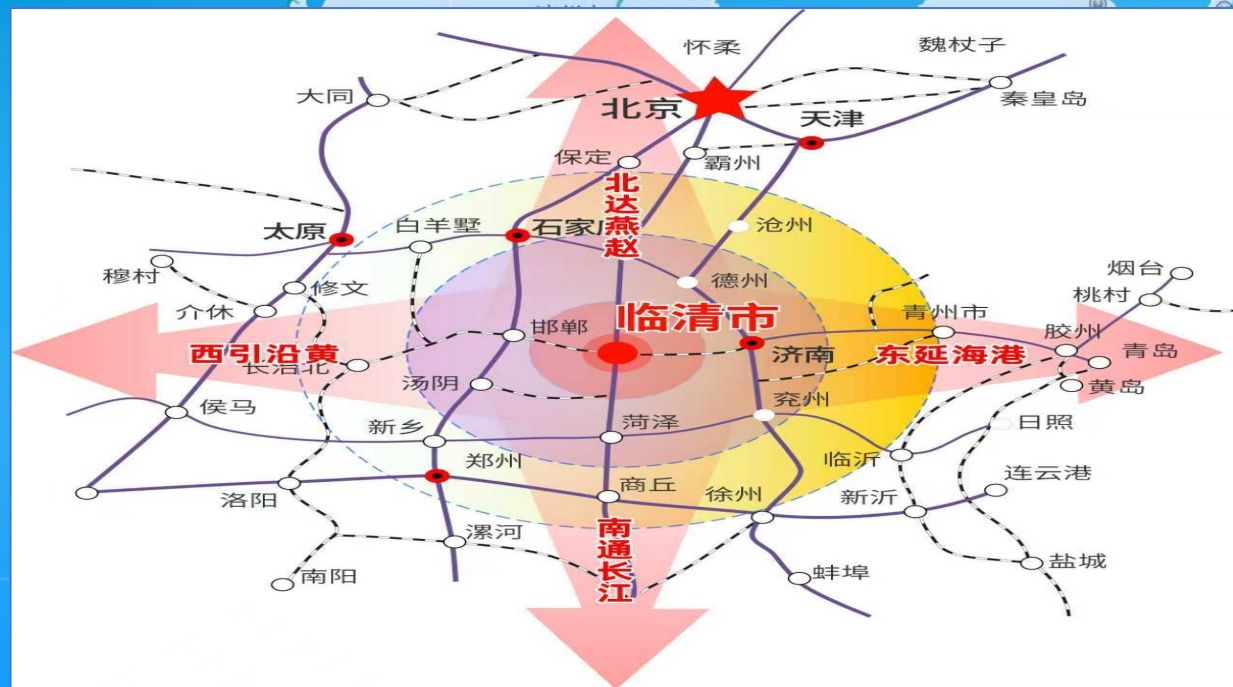 怀柔
魏杖子
大同
秦皇岛
北京
天津
保定
霸州
北达燕赵
太原
白羊墅
石家
沧州
穆村
德州
烟台
修文
桃村
介休
临清市
青州市
邯郸
胶州
西引沿黄
济南
东延海港
青岛
长治北
汤阴
黄岛
侯马
兖州
新乡
菏泽
日照
临沂
郑州
连云港
洛阳
商丘
徐州
新沂
漯河
南通长江
盐城
南阳
蚌埠